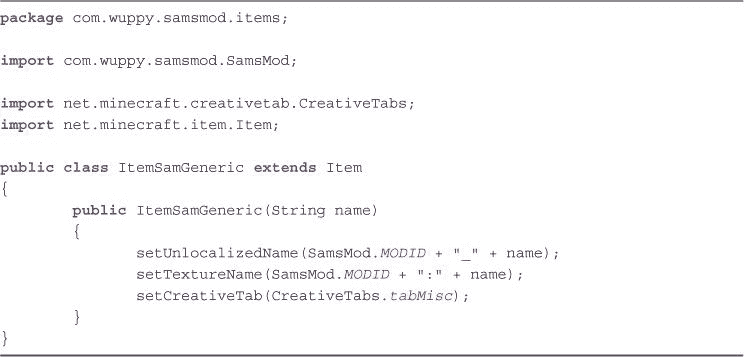 package com.wuppy.samsmod.items;
import com.wuppy.samsmod.SamsMod;
import net.minecraft.creativetab.CreativeTabs;
import net.minecraft.item.Item;
public class ItemSamGeneric extends Item
{
public ItemSamGeneric(String name)
{
setUnlocalizedName(SamsMod.MODID + "_" + name);
setTextureName(SamsMod.MODID + ":" + name);
setCreativeTab(CreativeTabs.tabMisc);
}
}